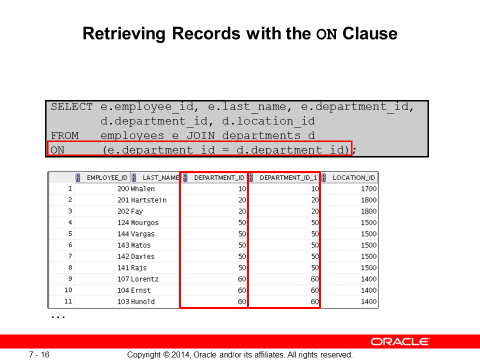 Retrieving Records with the ON Clause
SELECT e.employee_id, e.last_name, e.department_id,
d.department_id, d.location_id
FROM employees e JOIN departments d
ON (e.department_id = d.department_id);
EMPLOYEE_ID LAST_NAME DEPARTMENT_ID DEPARTMENT_ID_1 LOCATION_ID
1 200 Whalen 10 10 1700
2 201 Hartstein 20 20 1800
3 202 Fay 20 20 1800
4 124 Mourgos 50 50 1500
5 144 Vargas 50 50 1500
6 143 Matos 50 50 1500
7 142 Davies 50 50 1500
8 141 Rajs 50 50 1500
9 107 Lorentz 60 60 1400
10 104 Ernst 60 60 1400
11 103 Hunold 60 60 1400
...
ORACLE
7 - 16 Copyright © 2014, Oracle and/or its affiliates. All rights reserved.